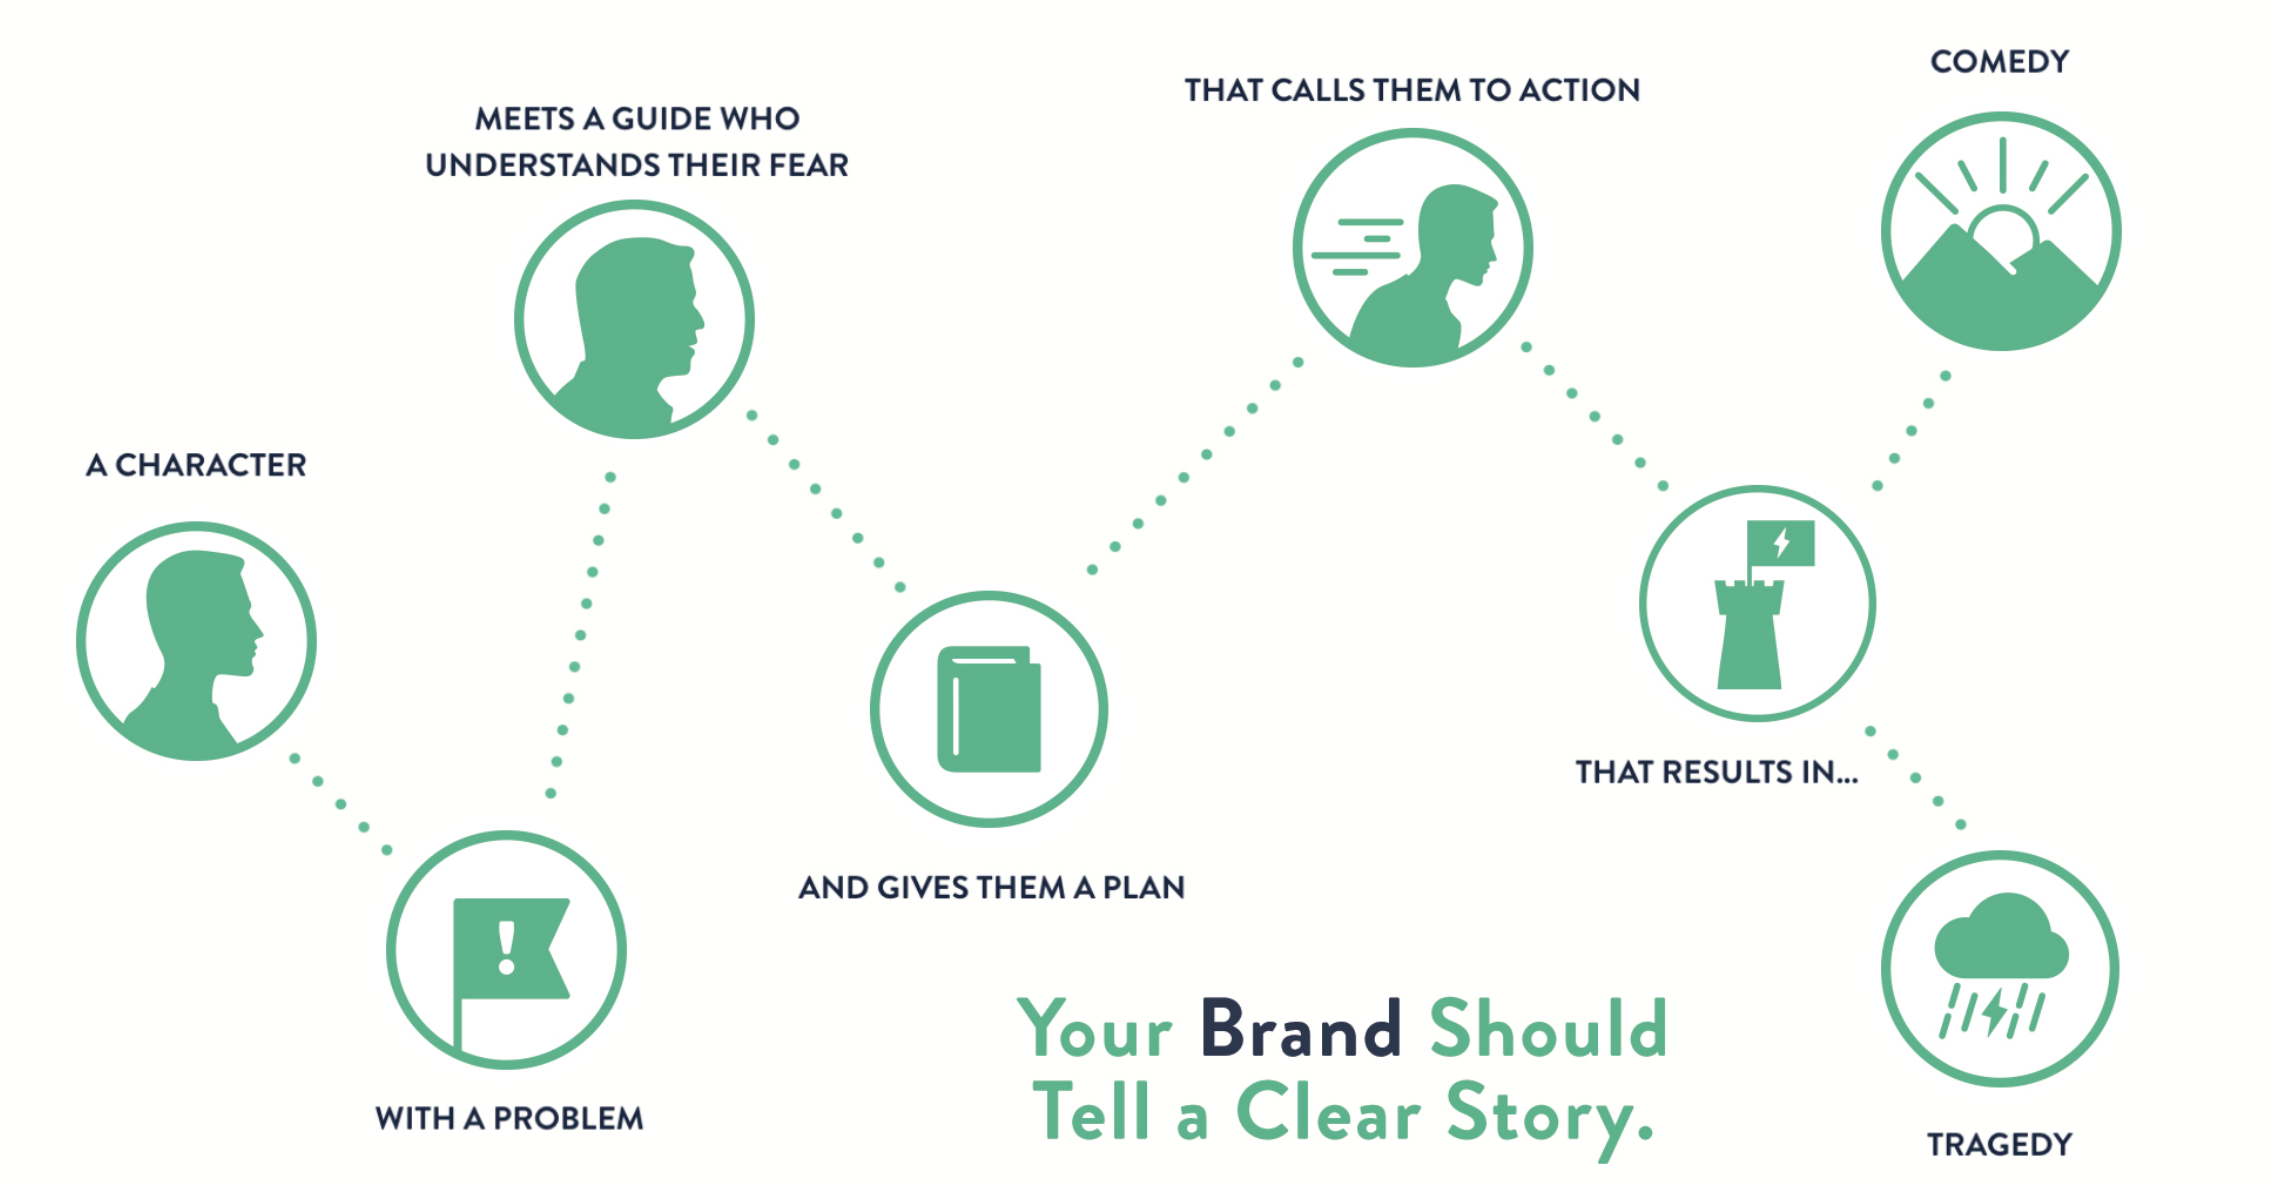 A CHARACTER
WITH A PROBLEM
MEETS A GUIDE WHO
UNDERSTANDS THEIR FEAR
AND GIVES THEM A PLAN
THAT CALLS THEM TO ACTION
THAT RESULTS IN...
COMEDY
TRAGEDY
Your Brand Should
Tell a Clear Story.